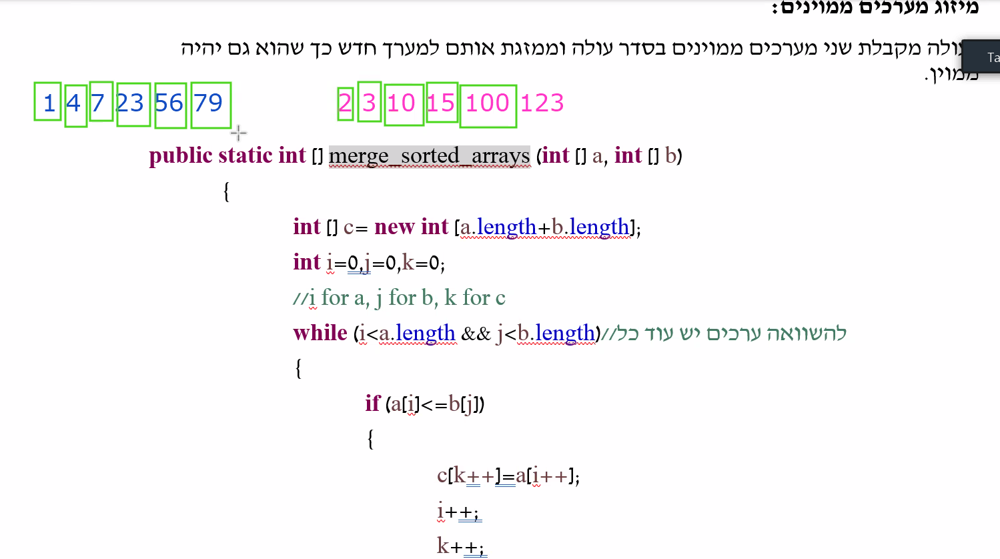 מיזוג מערכים ממוינים:
עולה מקבלת שני מערכים ממוינים בסדר עולה וממזגת אותם למערך חדש כך שהוא גם יהיה
ממוין.
Ta
1 4 7 23 56 79
2 3 10 15 100 123
public static int [] merge_sorted_arrays (int [] a, int [] b)
{
int [] c= new int [a.length+b.length];
int i=0,j=0,k=0;
//i for a, j for b, k for c
while (i<a.length && j<b.length)//להשוואה ערכים יש עוד כל
{
if (a[i]<=b[j])
{
c[k++]=a[i++];
i++;
k++;